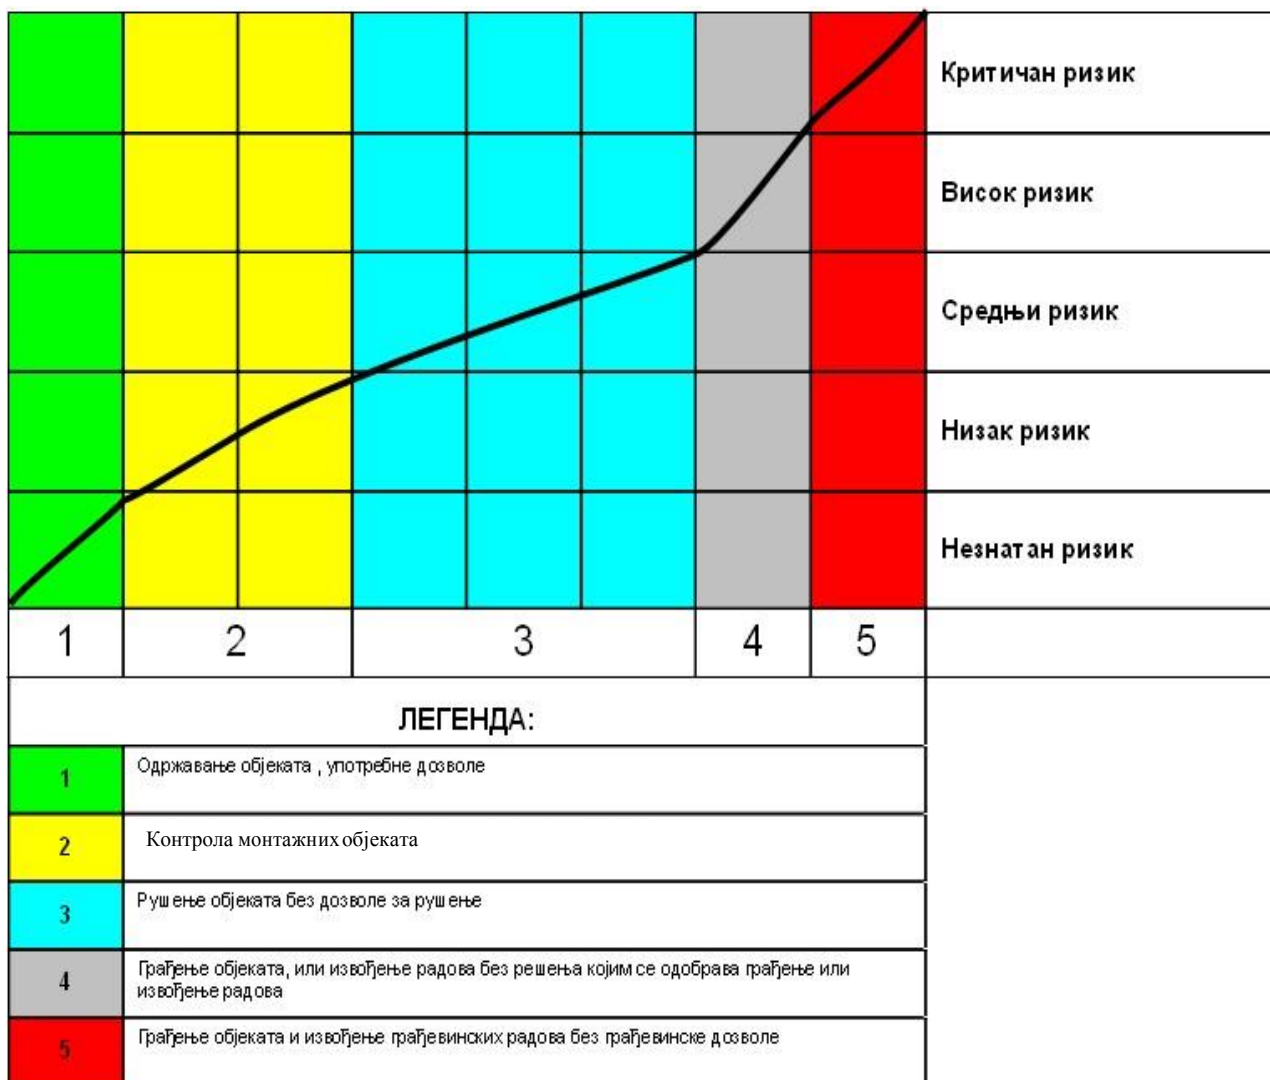 Критичан ризик
Висок ризик
Средњи ризик
Низак ризик
Незнатан ризик
1 2 3 4 5
ЛЕГЕНДА:
1 Одржавање објеката , употребне дозволе
2 Контрола монтажних објеката
3 Рушење објеката без дозволе за рушење
4 Грађење објеката, или извођење радова без решења којим се одобрава грађење или
извођење радова
5 Грађење објеката и извођење грађевинских радова без грађевинске дозволе